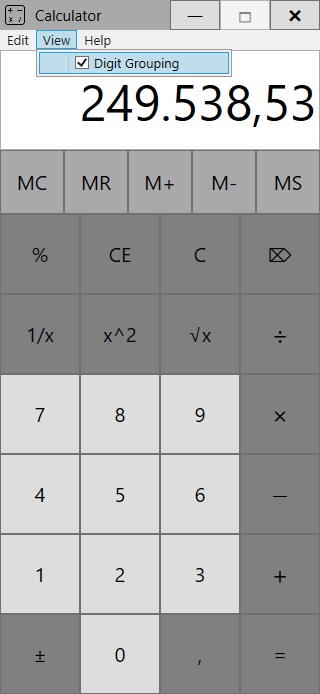 Calculator
Edit View Help
Digit Grouping
249.538,53
MC MR M+ M- MS
% CE C ⌦
1/x x^2 √x ÷
7 8 9 ×
4 5 6 —
1 2 3 +
± 0 , =